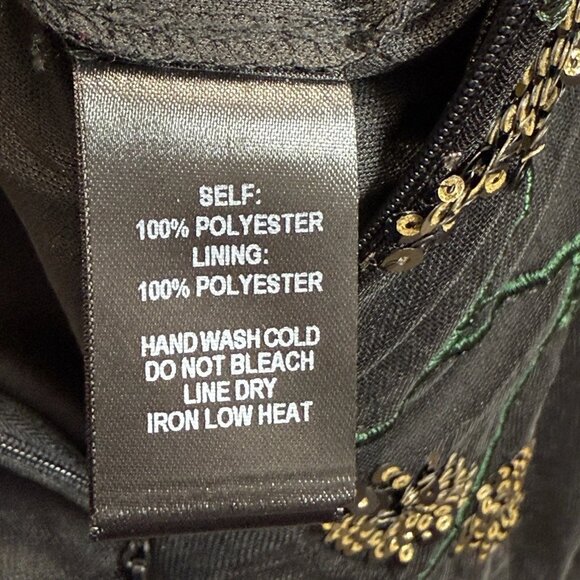 SELF:
100% POLYESTER
LINING:
100% POLYESTER
HAND WASH COLD
DO NOT BLEACH
LINE DRY
IRON LOW HEAT